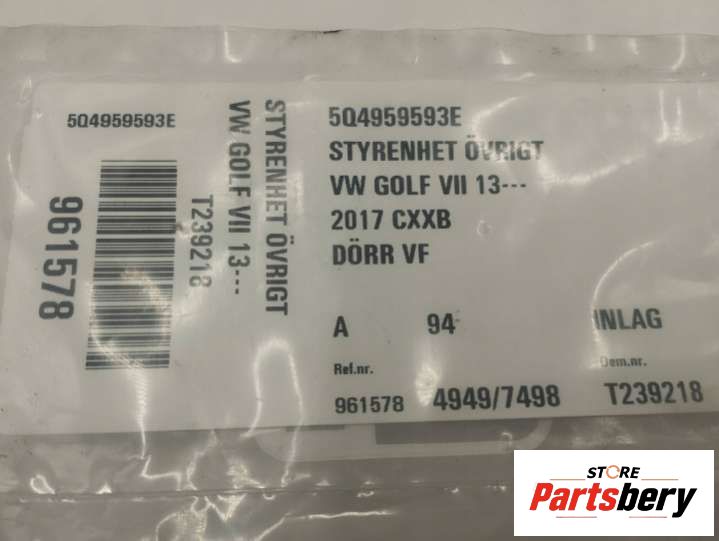 5Q4959593E
961578
T239218
VW GOLF VII 13---
STYRENHET ÖVRIGT
5Q4959593E
STYRENHET ÖVRIGT
VW GOLF VII 13---
2017 CXXB
DÖRR VF
A 94 INLAG
Ref.nr. Dem.nr.
961578 4949/7498 T239218
STORE
Partsbery